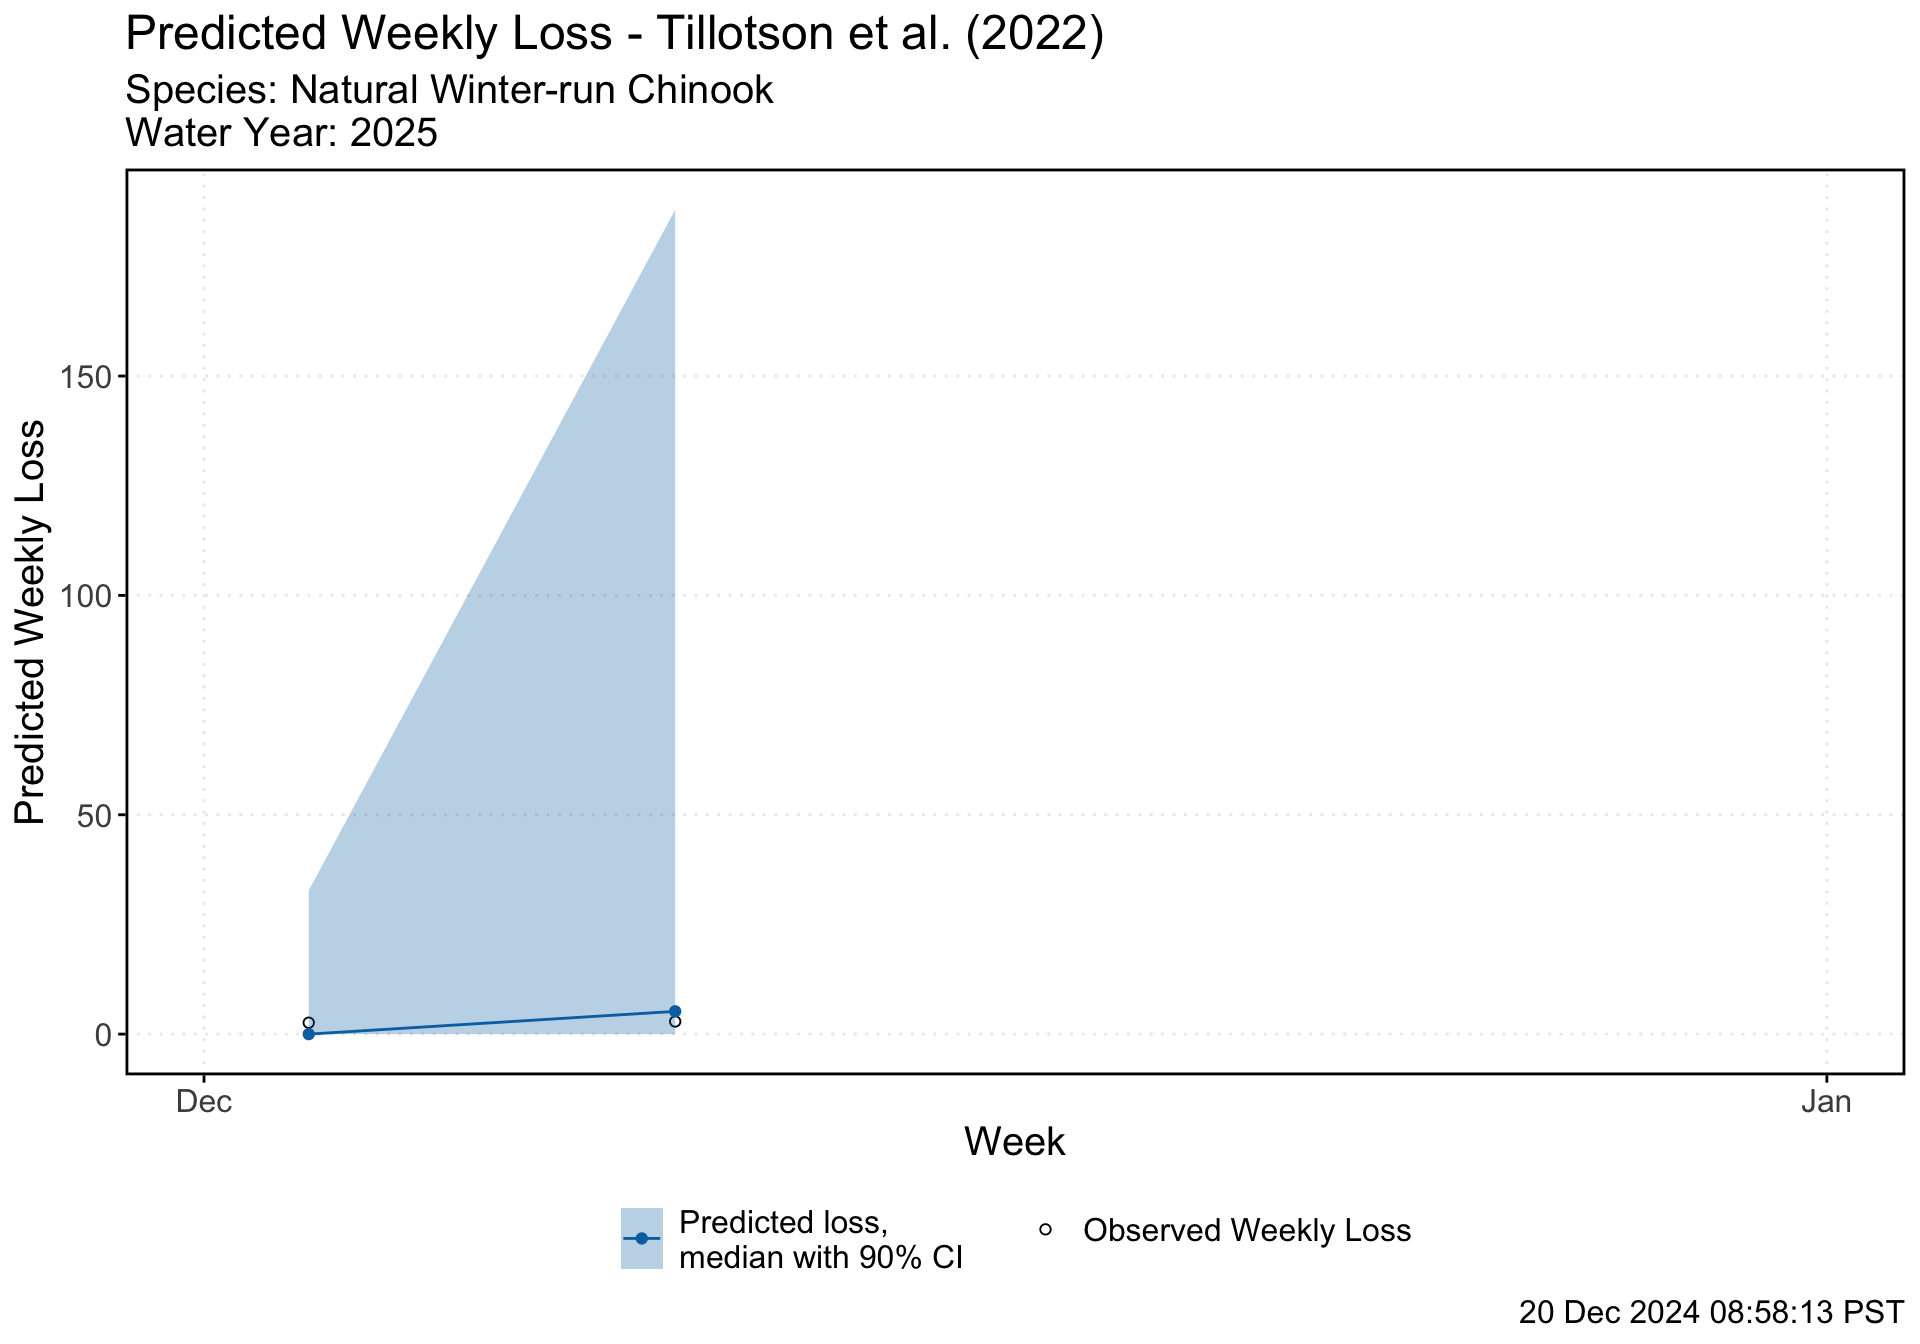 Predicted Weekly Loss - Tillotson et al. (2022)
Species: Natural Winter-run Chinook
Water Year: 2025
Predicted Weekly Loss
150
100
50
0
Dec
Jan
Week
Predicted loss,
median with 90% CI
Observed Weekly Loss
20 Dec 2024 08:58:13 PST